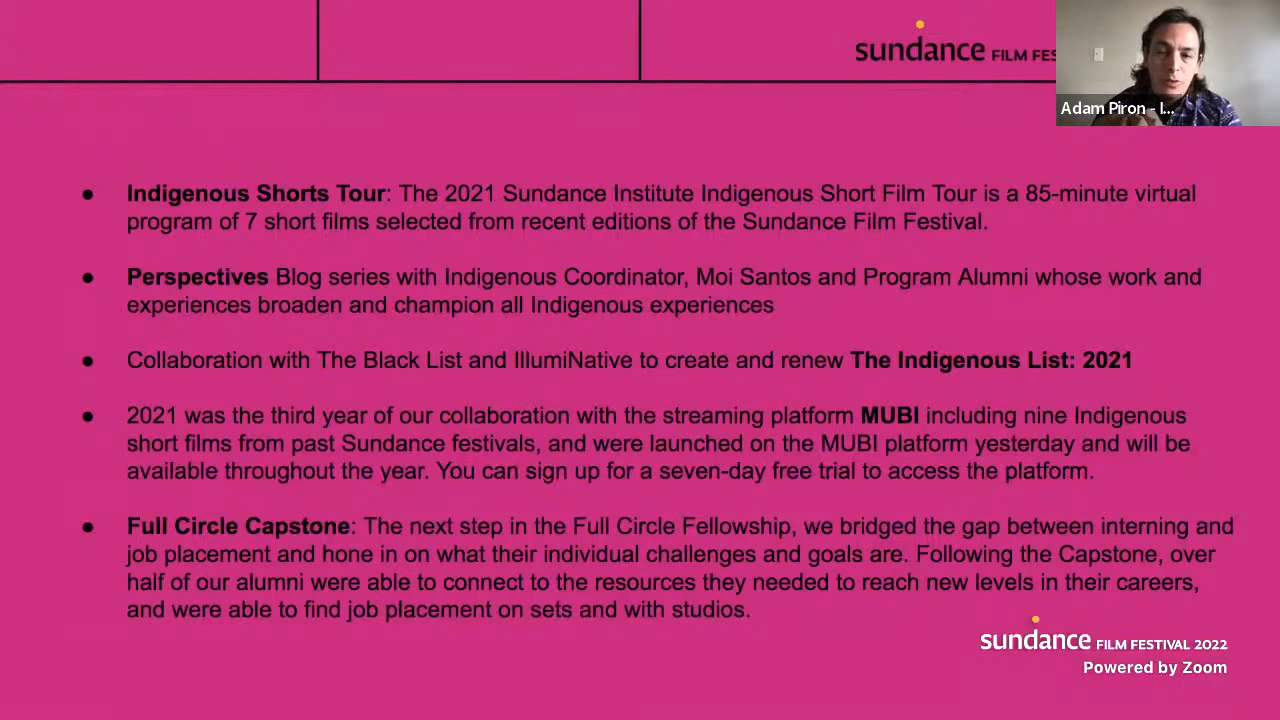 sundance FILM FES
Adam Piron - I...
● Indigenous Shorts Tour: The 2021 Sundance Institute Indigenous Short Film Tour is a 85-minute virtual
program of 7 short films selected from recent editions of the Sundance Film Festival.
● Perspectives Blog series with Indigenous Coordinator, Moi Santos and Program Alumni whose work and
experiences broaden and champion all Indigenous experiences
● Collaboration with The Black List and IllumiNative to create and renew The Indigenous List: 2021
● 2021 was the third year of our collaboration with the streaming platform MUBI including nine Indigenous
short films from past Sundance festivals, and were launched on the MUBI platform yesterday and will be
available throughout the year. You can sign up for a seven-day free trial to access the platform.
● Full Circle Capstone: The next step in the Full Circle Fellowship, we bridged the gap between interning and
job placement and hone in on what their individual challenges and goals are. Following the Capstone, over
half of our alumni were able to connect to the resources they needed to reach new levels in their careers,
and were able to find job placement on sets and with studios.
sundance FILM FESTIVAL 2022
Powered by Zoom